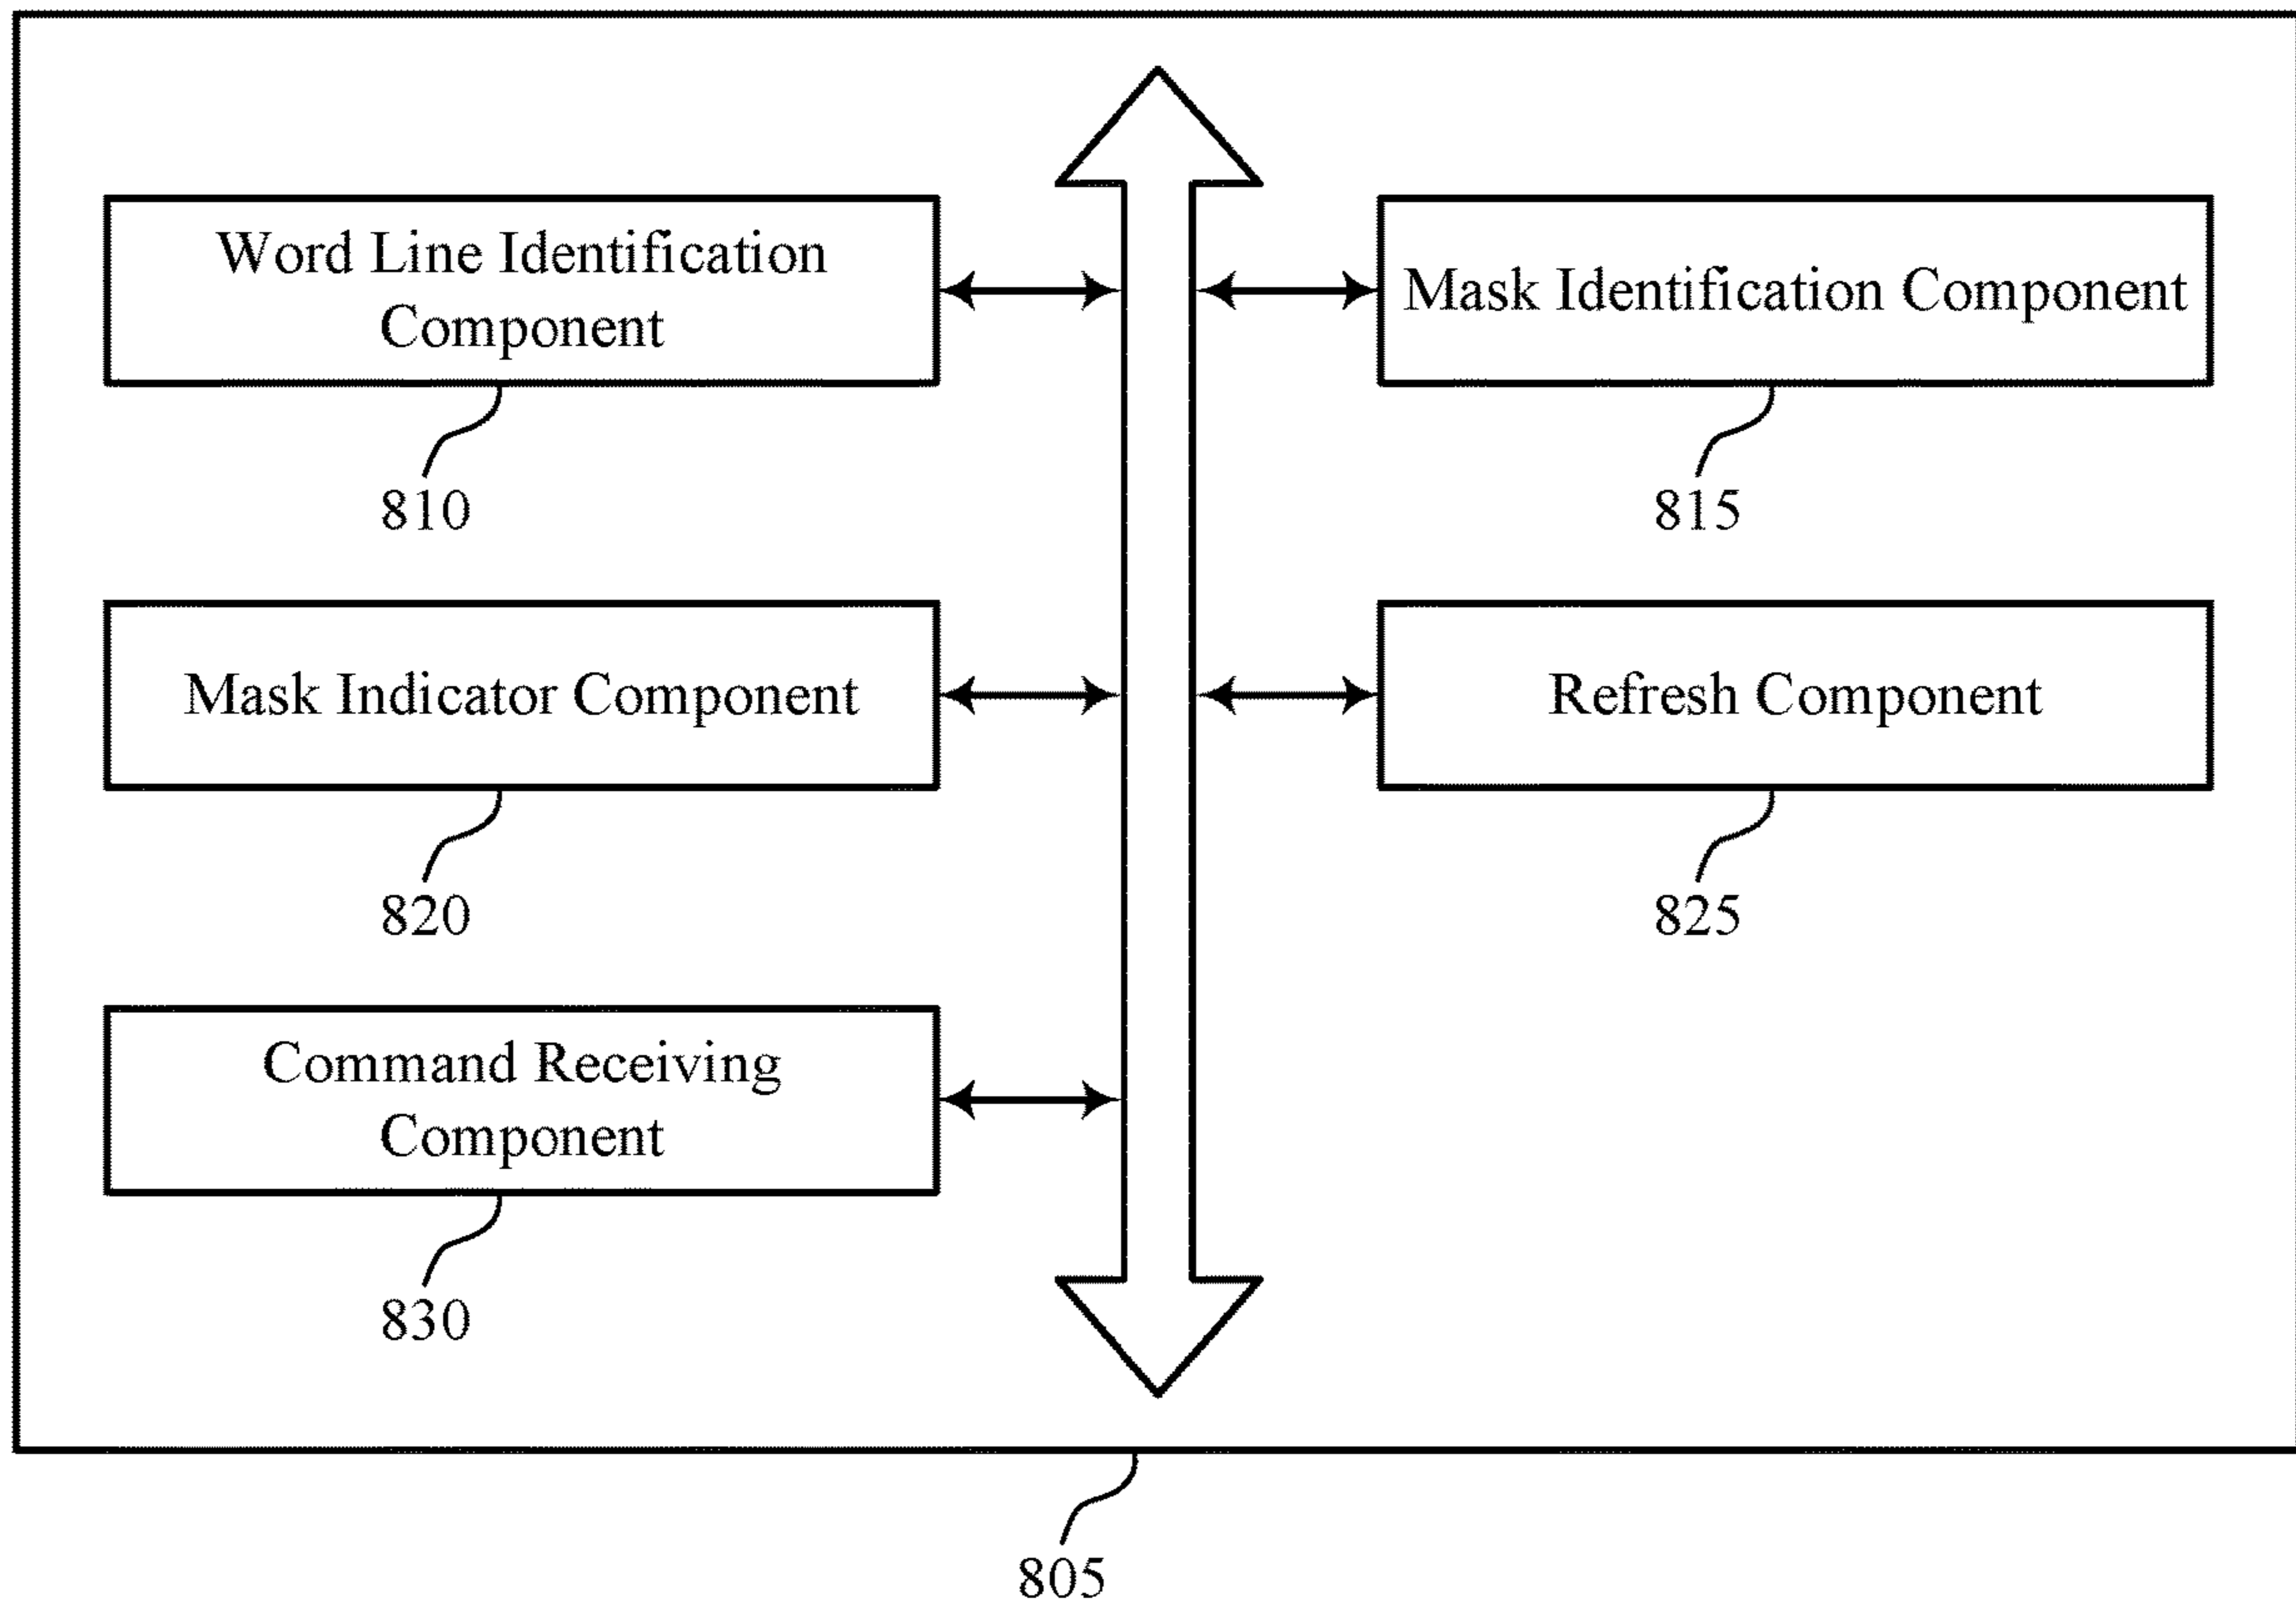 Word Line Identification
Component
810
Mask Identification Component
815
Mask Indicator Component
820
Refresh Component
825
Command Receiving
Component
830
805